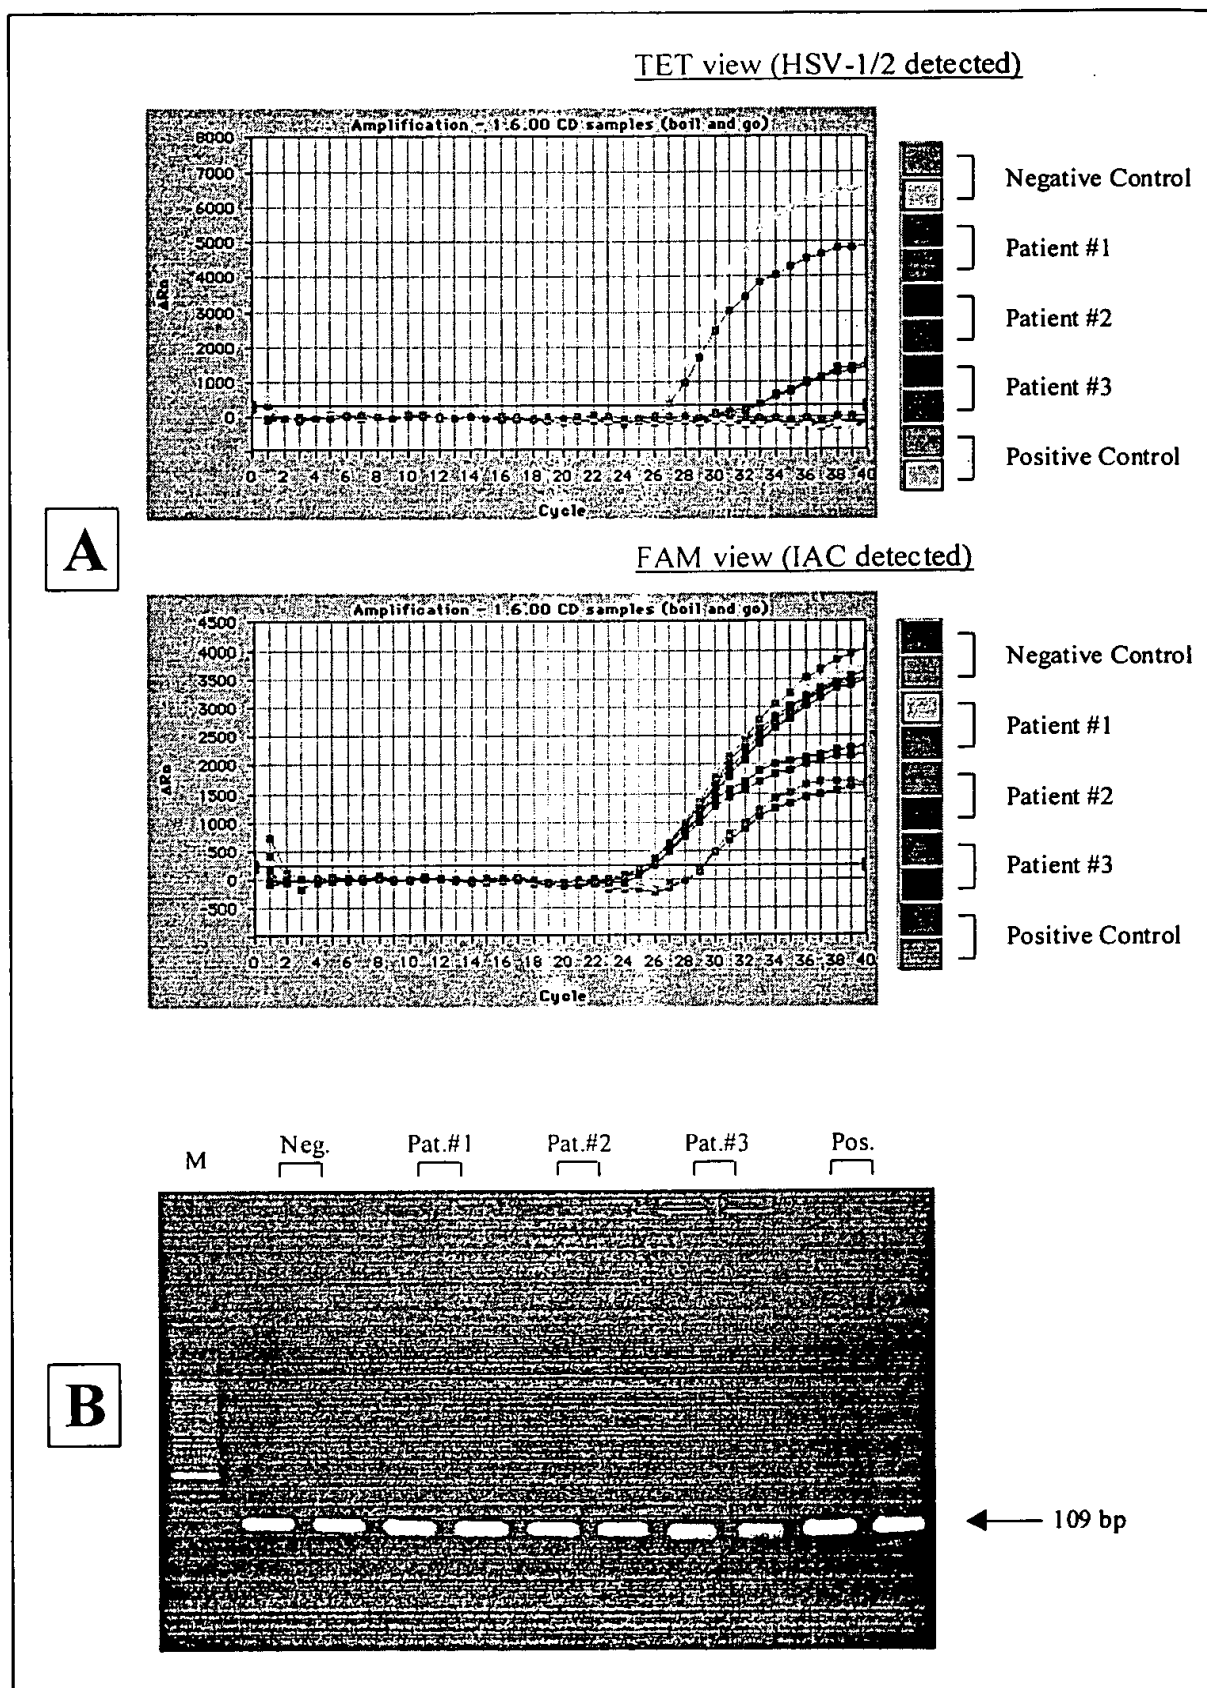 TET view (HSV-1/2 detected)
Amplification - 1.6.00 CD samples (boil and go)
8000
7000
6000
5000
4000
3000
2000
1000
0
ΔRn
0 2 4 6 8 10 12 14 16 18 20 22 24 26 28 30 32 34 36 38 40
Cycle
Negative Control
Patient #1
Patient #2
Patient #3
Positive Control
A
FAM view (IAC detected)
Amplification - 1.6.00 CD samples (boil and go)
4500
4000
3500
3000
2500
2000
1500
1000
500
0
-500
ΔRn
0 2 4 6 8 10 12 14 16 18 20 22 24 26 28 30 32 34 36 38 40
Cycle
Negative Control
Patient #1
Patient #2
Patient #3
Positive Control
M Neg. Pat.#1 Pat.#2 Pat.#3 Pos.
B
109 bp